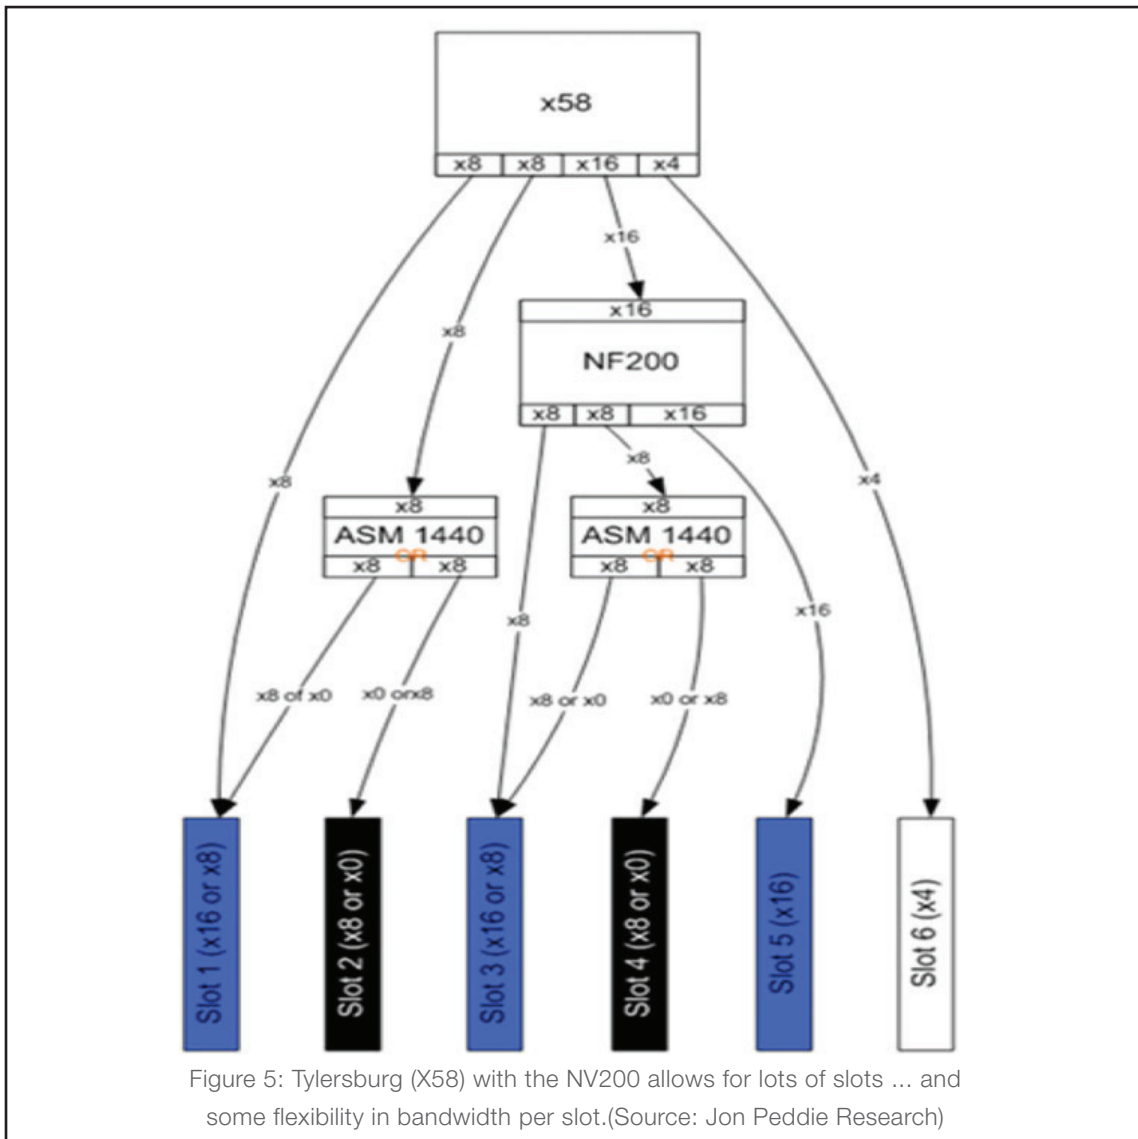 x58
x8 x8 x16 x4
x16
x16
x8
NF200
x8 x8 x16
x8
x8
x4
x8
ASM 1440
OR
x8 x8
x8
ASM 1440
OR
x8 x8
x8
x16
x8 of x0
x0 orx8
x8 or x0
x0 or x8
Slot 1 (x16 or x8)
Slot 2 (x8 or x0)
Slot 3 (x16 or x8)
Slot 4 (x8 or x0)
Slot 5 (x16)
Slot 6 (x4)
Figure 5: Tylersburg (X58) with the NV200 allows for lots of slots ... and
some flexibility in bandwidth per slot.(Source: Jon Peddie Research)